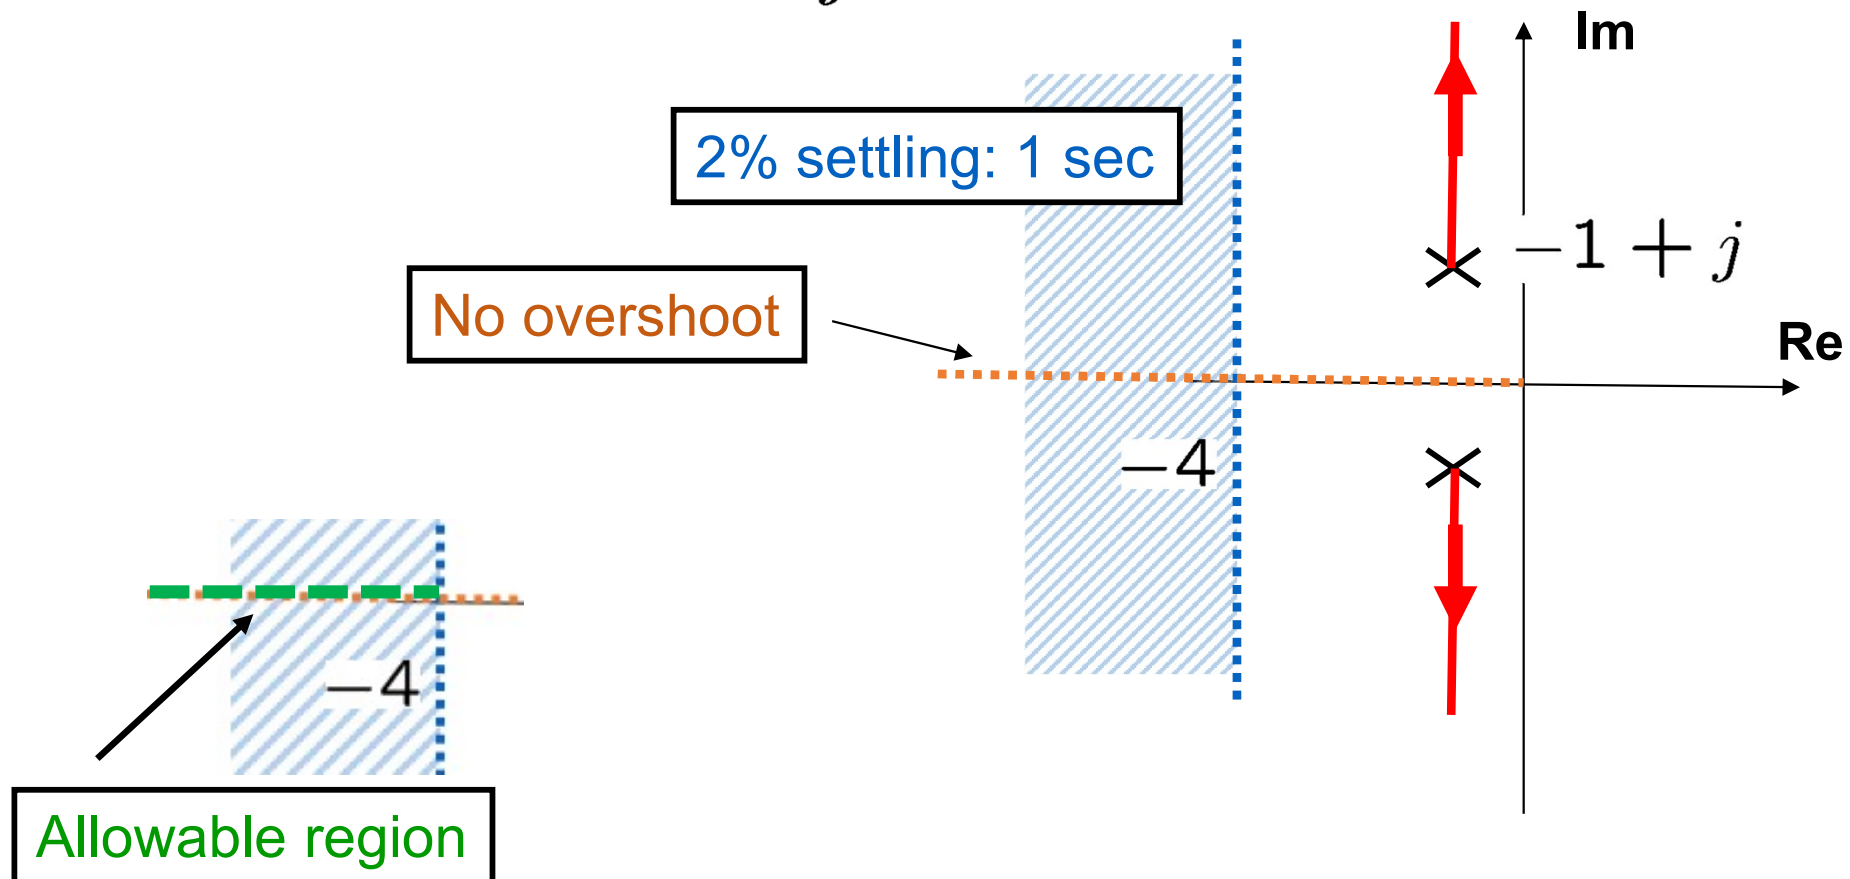 Im
2% settling: 1 sec
−1 + j
No overshoot
Re
−4
−4
Allowable region